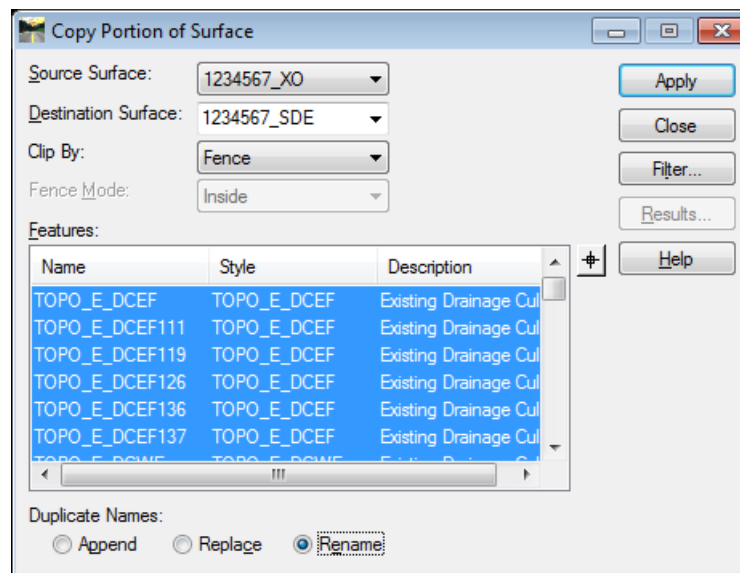 Copy Portion of Surface
Source Surface: 1234567_XO Apply
Destination Surface: 1234567_SDE Close
Clip By: Fence Filter...
Fence Mode: Inside Results...
Features: Help
Name Style Description
TOPO_E_DCEF TOPO_E_DCEF Existing Drainage Cul
TOPO_E_DCEF111 TOPO_E_DCEF Existing Drainage Cul
TOPO_E_DCEF119 TOPO_E_DCEF Existing Drainage Cul
TOPO_E_DCEF126 TOPO_E_DCEF Existing Drainage Cul
TOPO_E_DCEF136 TOPO_E_DCEF Existing Drainage Cul
TOPO_E_DCEF137 TOPO_E_DCEF Existing Drainage Cul
Duplicate Names:
Append Replace Rename